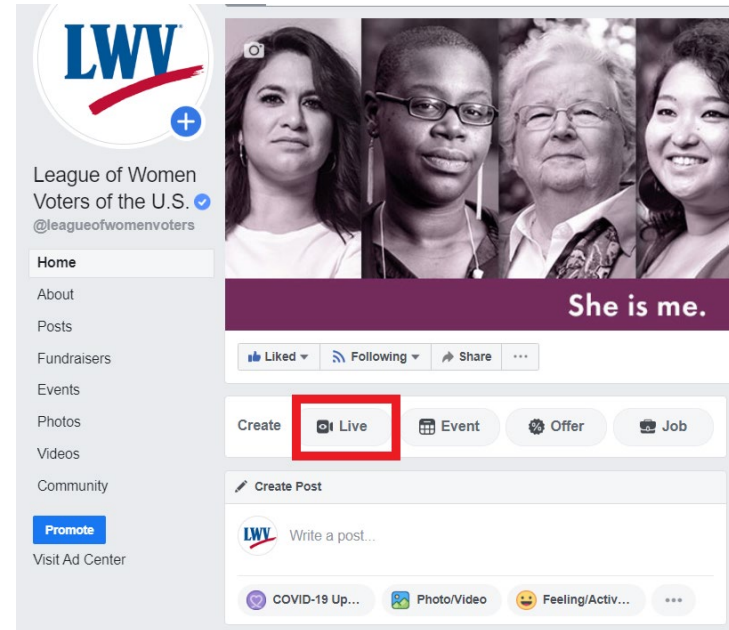 LWV
League of Women
Voters of the U.S.
@leagueofwomenvoters
Home
About
Posts
Fundraisers
Events
Photos
Videos
Community
Promote
Visit Ad Center
She is me.
Liked
Following
Share
Create
Live
Event
Offer
Job
Create Post
LWV
Write a post...
COVID-19 Up...
Photo/Video
Feeling/Activ...